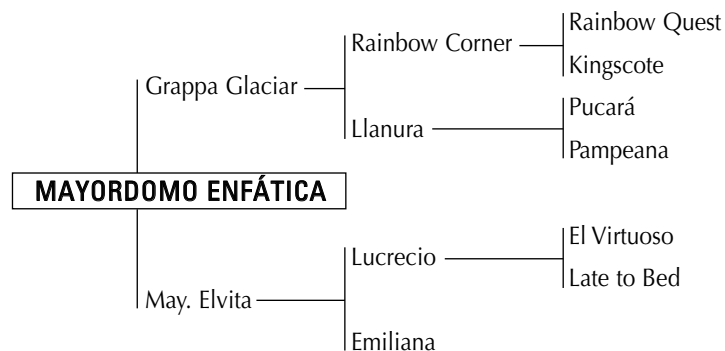 Rainbow Quest
Rainbow Corner
Kingscote
Grappa Glaciar
Pucará
Llanura
Pampeana
MAYORDOMO ENFÁTICA
El Virtuoso
Lucrecio
Late to Bed
May. Elvita
Emiliana